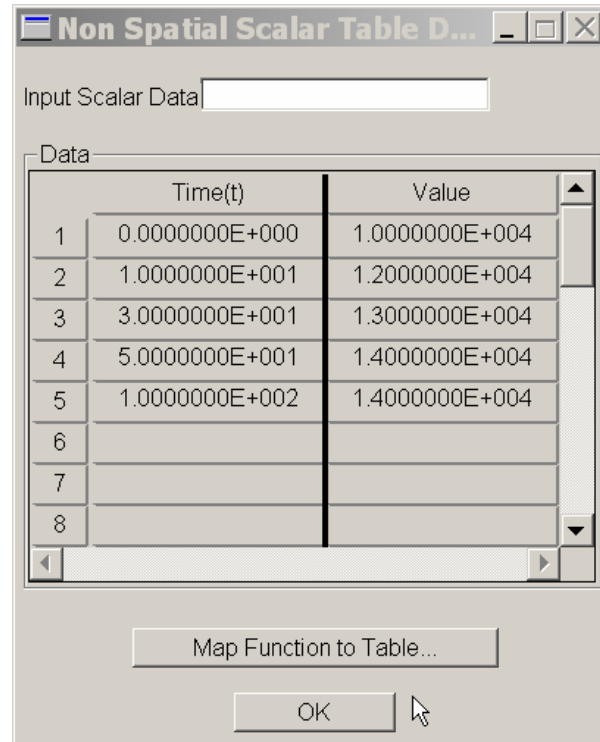 Non Spatial Scalar Table D...
Input Scalar Data
Data
Time(t) Value
1 0.0000000E+000 1.0000000E+004
2 1.0000000E+001 1.2000000E+004
3 3.0000000E+001 1.3000000E+004
4 5.0000000E+001 1.4000000E+004
5 1.0000000E+002 1.4000000E+004
6
7
8
Map Function to Table...
OK